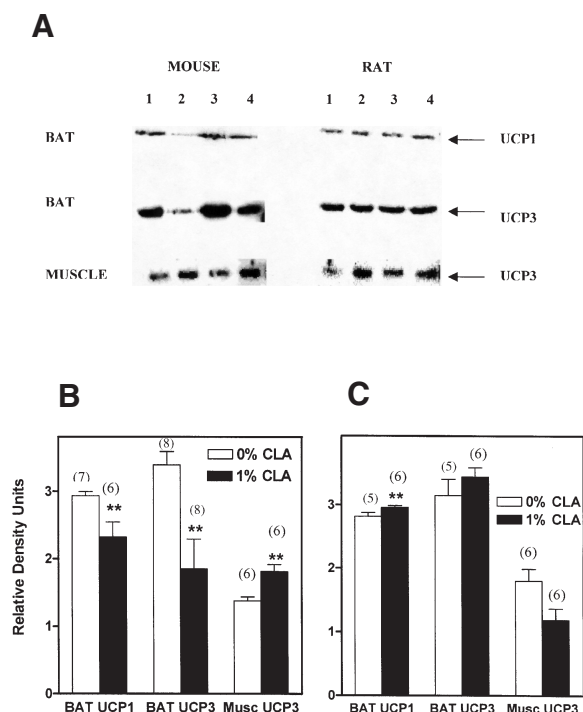 A
MOUSE RAT
1 2 3 4 1 2 3 4
BAT UCP1
BAT UCP3
MUSCLE UCP3
B
C
Relative Density Units
3
2
1
0
(7)
(6)
**
(8)
(8)
**
(6)
(6)
**
0% CLA
1% CLA
BAT UCP1 BAT UCP3 Musc UCP3
3
2
1
0
(5)
(6)
**
(5)
(6)
(6)
(6)
0% CLA
1% CLA
BAT UCP1 BAT UCP3 Musc UCP3